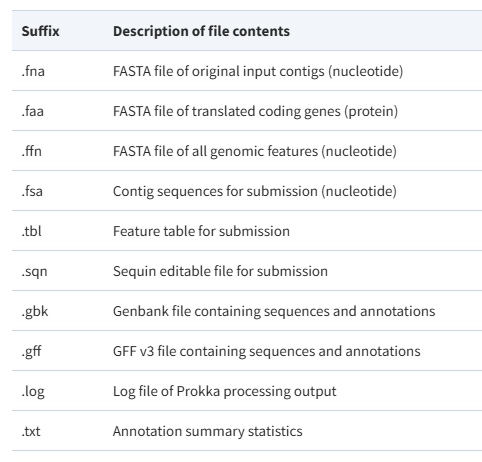 Suffix Description of file contents
.fna FASTA file of original input contigs (nucleotide)
.faa FASTA file of translated coding genes (protein)
.ffn FASTA file of all genomic features (nucleotide)
.fsa Contig sequences for submission (nucleotide)
.tbl Feature table for submission
.sqn Sequin editable file for submission
.gbk Genbank file containing sequences and annotations
.gff GFF v3 file containing sequences and annotations
.log Log file of Prokka processing output
.txt Annotation summary statistics